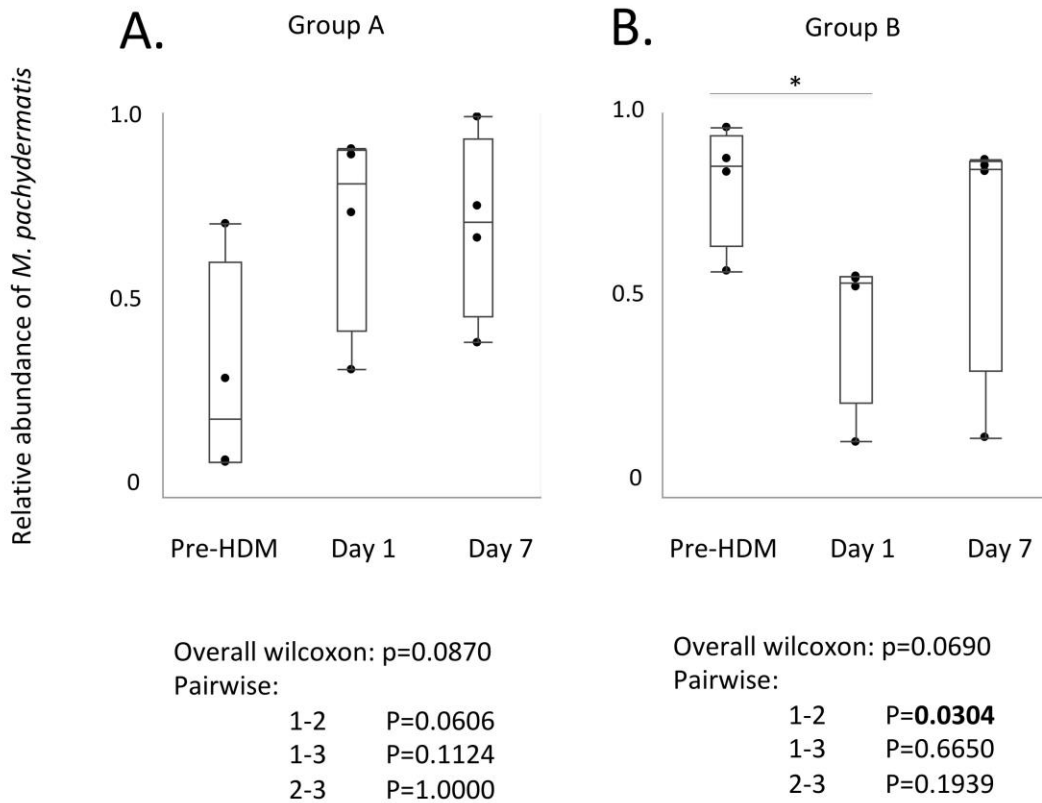 A.
Group A
Relative abundance of M. pachydermatis
1.0
0.5
0
Pre-HDM Day 1 Day 7
Overall wilcoxon: p=0.0870
Pairwise:
1-2 P=0.0606
1-3 P=0.1124
2-3 P=1.0000
B.
Group B
*
1.0
0.5
0
Pre-HDM Day 1 Day 7
Overall wilcoxon: p=0.0690
Pairwise:
1-2 P=0.0304
1-3 P=0.6650
2-3 P=0.1939